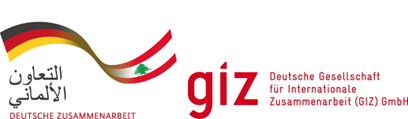 التعاون
الألماني
DEUTSCHE ZUSAMMENARBEIT
giz
Deutsche Gesellschaft
für Internationale
Zusammenarbeit (GIZ) GmbH